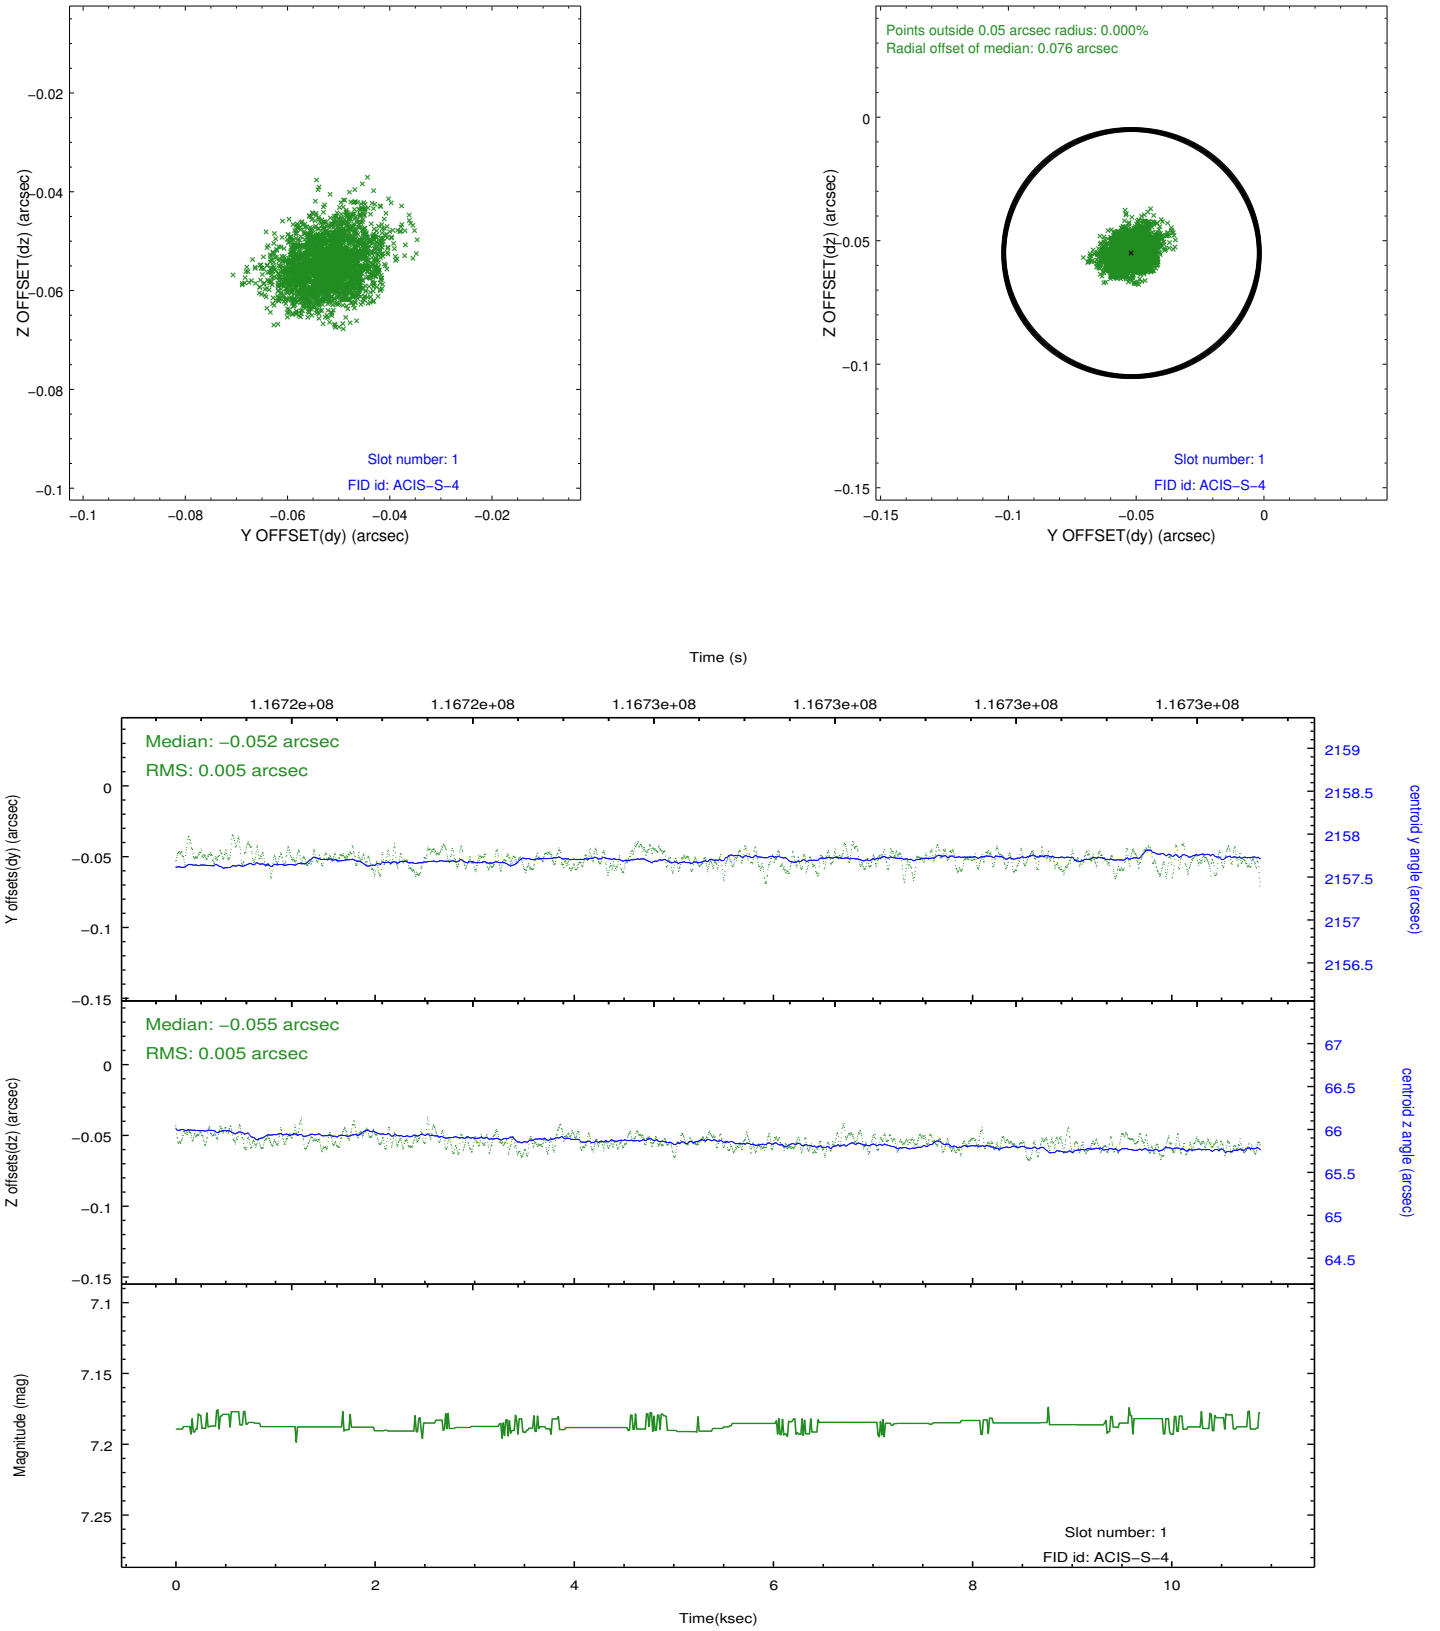 −0.02
−0.04
−0.06
−0.08
−0.1
Z OFFSET(dz) (arcsec)
Slot number: 1
FID id: ACIS−S−4
−0.1
−0.08
−0.06
−0.04
−0.02
Y OFFSET(dy) (arcsec)
Points outside 0.05 arcsec radius: 0.000%
Radial offset of median: 0.076 arcsec
0
−0.05
−0.1
−0.15
Z OFFSET(dz) (arcsec)
Slot number: 1
FID id: ACIS−S−4
−0.15
−0.1
−0.05
0
Y OFFSET(dy) (arcsec)
Time (s)
1.1672e+08
1.1672e+08
1.1673e+08
1.1673e+08
1.1673e+08
1.1673e+08
Median: −0.052 arcsec
RMS: 0.005 arcsec
0
−0.05
−0.1
−0.15
Y offsets(dy) (arcsec)
2159
2158.5
2158
2157.5
2157
2156.5
centroid y angle (arcsec)
Median: −0.055 arcsec
RMS: 0.005 arcsec
0
−0.05
−0.1
−0.15
Z offsets(dz) (arcsec)
67
66.5
66
65.5
65
64.5
centroid z angle (arcsec)
7.1
7.15
7.2
7.25
Magnitude (mag)
Slot number: 1
FID id: ACIS−S−4
0
2
4
6
8
10
Time(ksec)